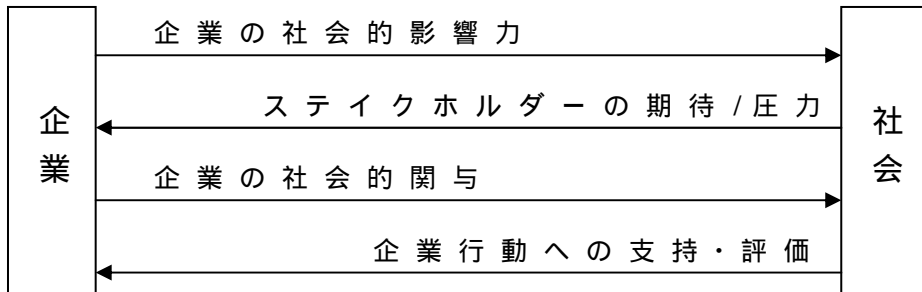 企業の社会的影響力
ステイクホルダーの期待/圧力
企業
社会
企業の社会的関与
企業行動への支持・評価